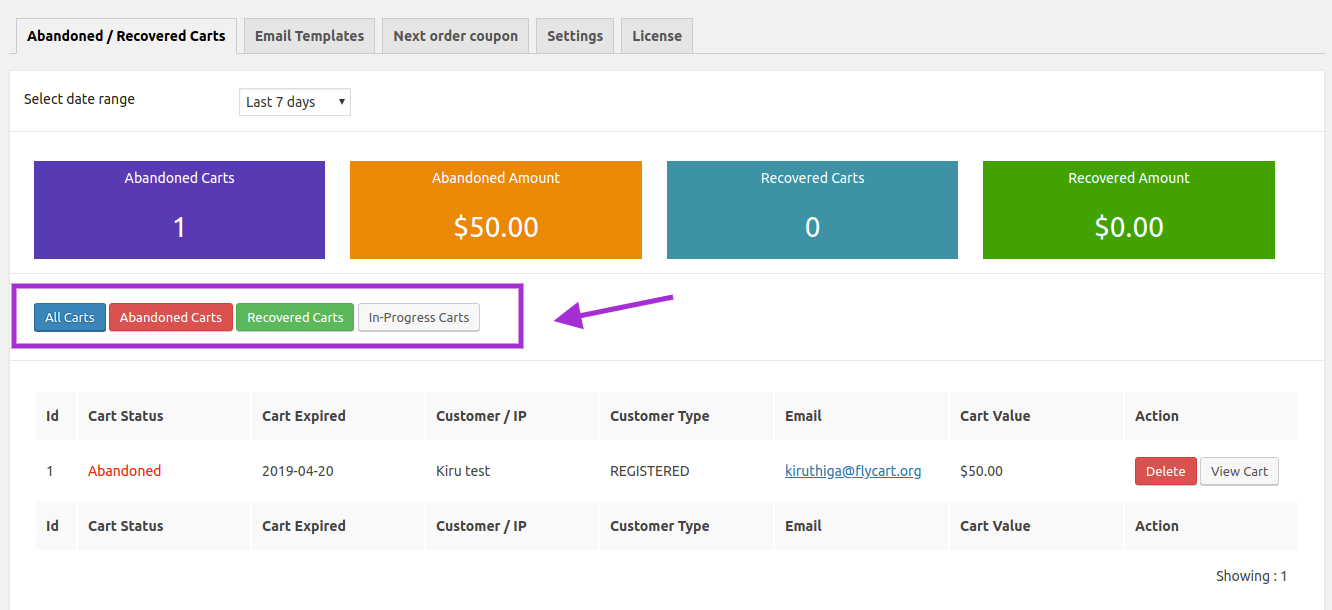 Abandoned / Recovered Carts Email Templates Next order coupon Settings License
Select date range Last 7 days
Abandoned Carts Abandoned Amount Recovered Carts Recovered Amount
1 $50.00 0 $0.00
All Carts Abandoned Carts Recovered Carts In-Progress Carts
Id Cart Status Cart Expired Customer / IP Customer Type Email Cart Value Action
1 Abandoned 2019-04-20 Kiru test REGISTERED kiruthiga@flycart.org $50.00 Delete View Cart
Id Cart Status Cart Expired Customer / IP Customer Type Email Cart Value Action
Showing : 1